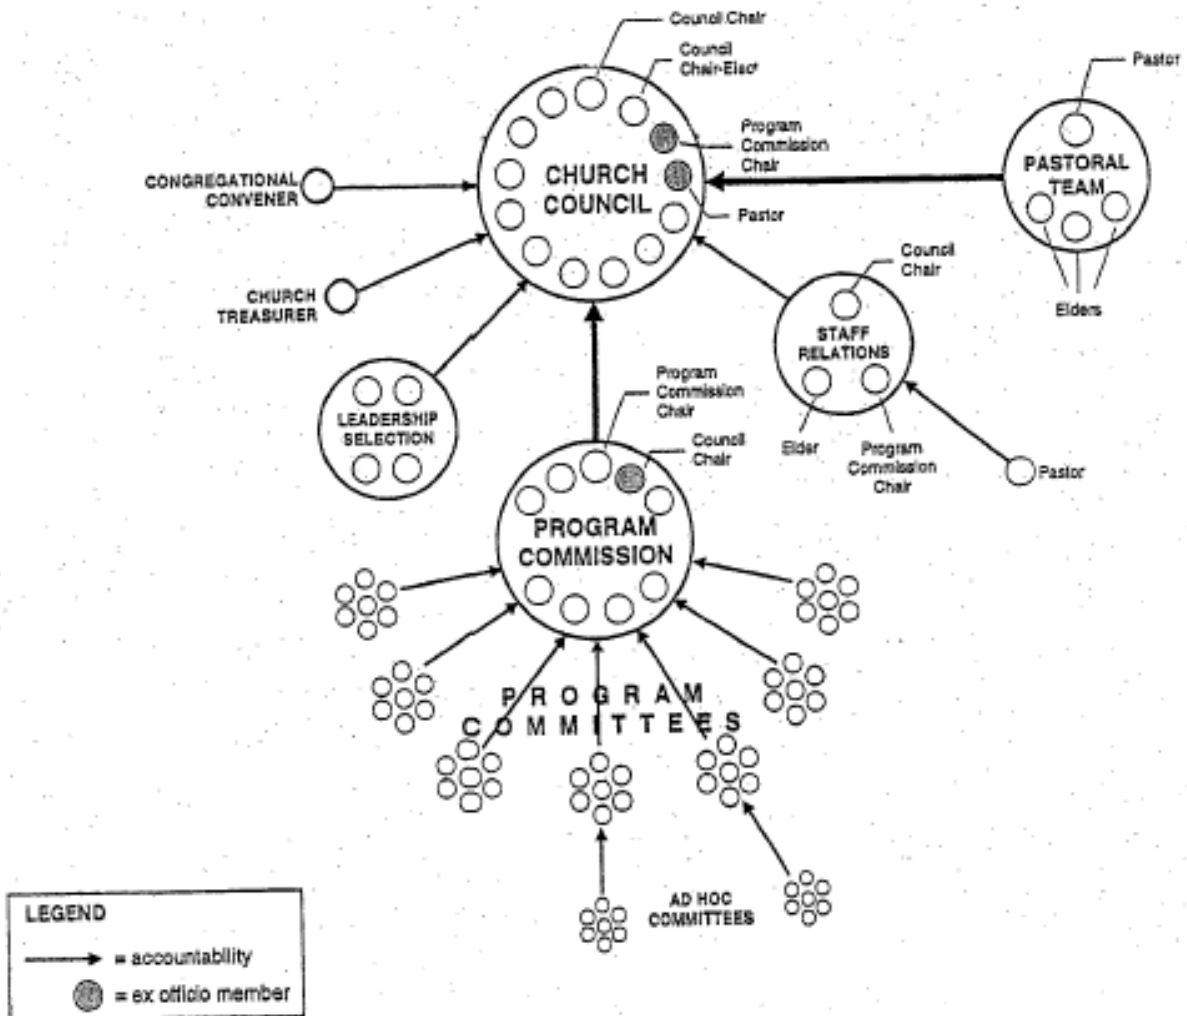 Council Chair
Council
Chair-Elect
Pastor
Program
Commission
Chair
CHURCH
COUNCIL
PASTORAL
TEAM
CONGREGATIONAL
CONVENER
Pastor
Council
Chair
CHURCH
TREASURER
Elders
STAFF
RELATIONS
Program
Commission
Chair
LEADERSHIP
SELECTION
Council
Chair
Elder
Program
Commission
Chair
Pastor
PROGRAM
COMMISSION
PROGRAM
COMMITTEES
AD HOC
COMMITTEES
LEGEND
= accountability
= ex officio member